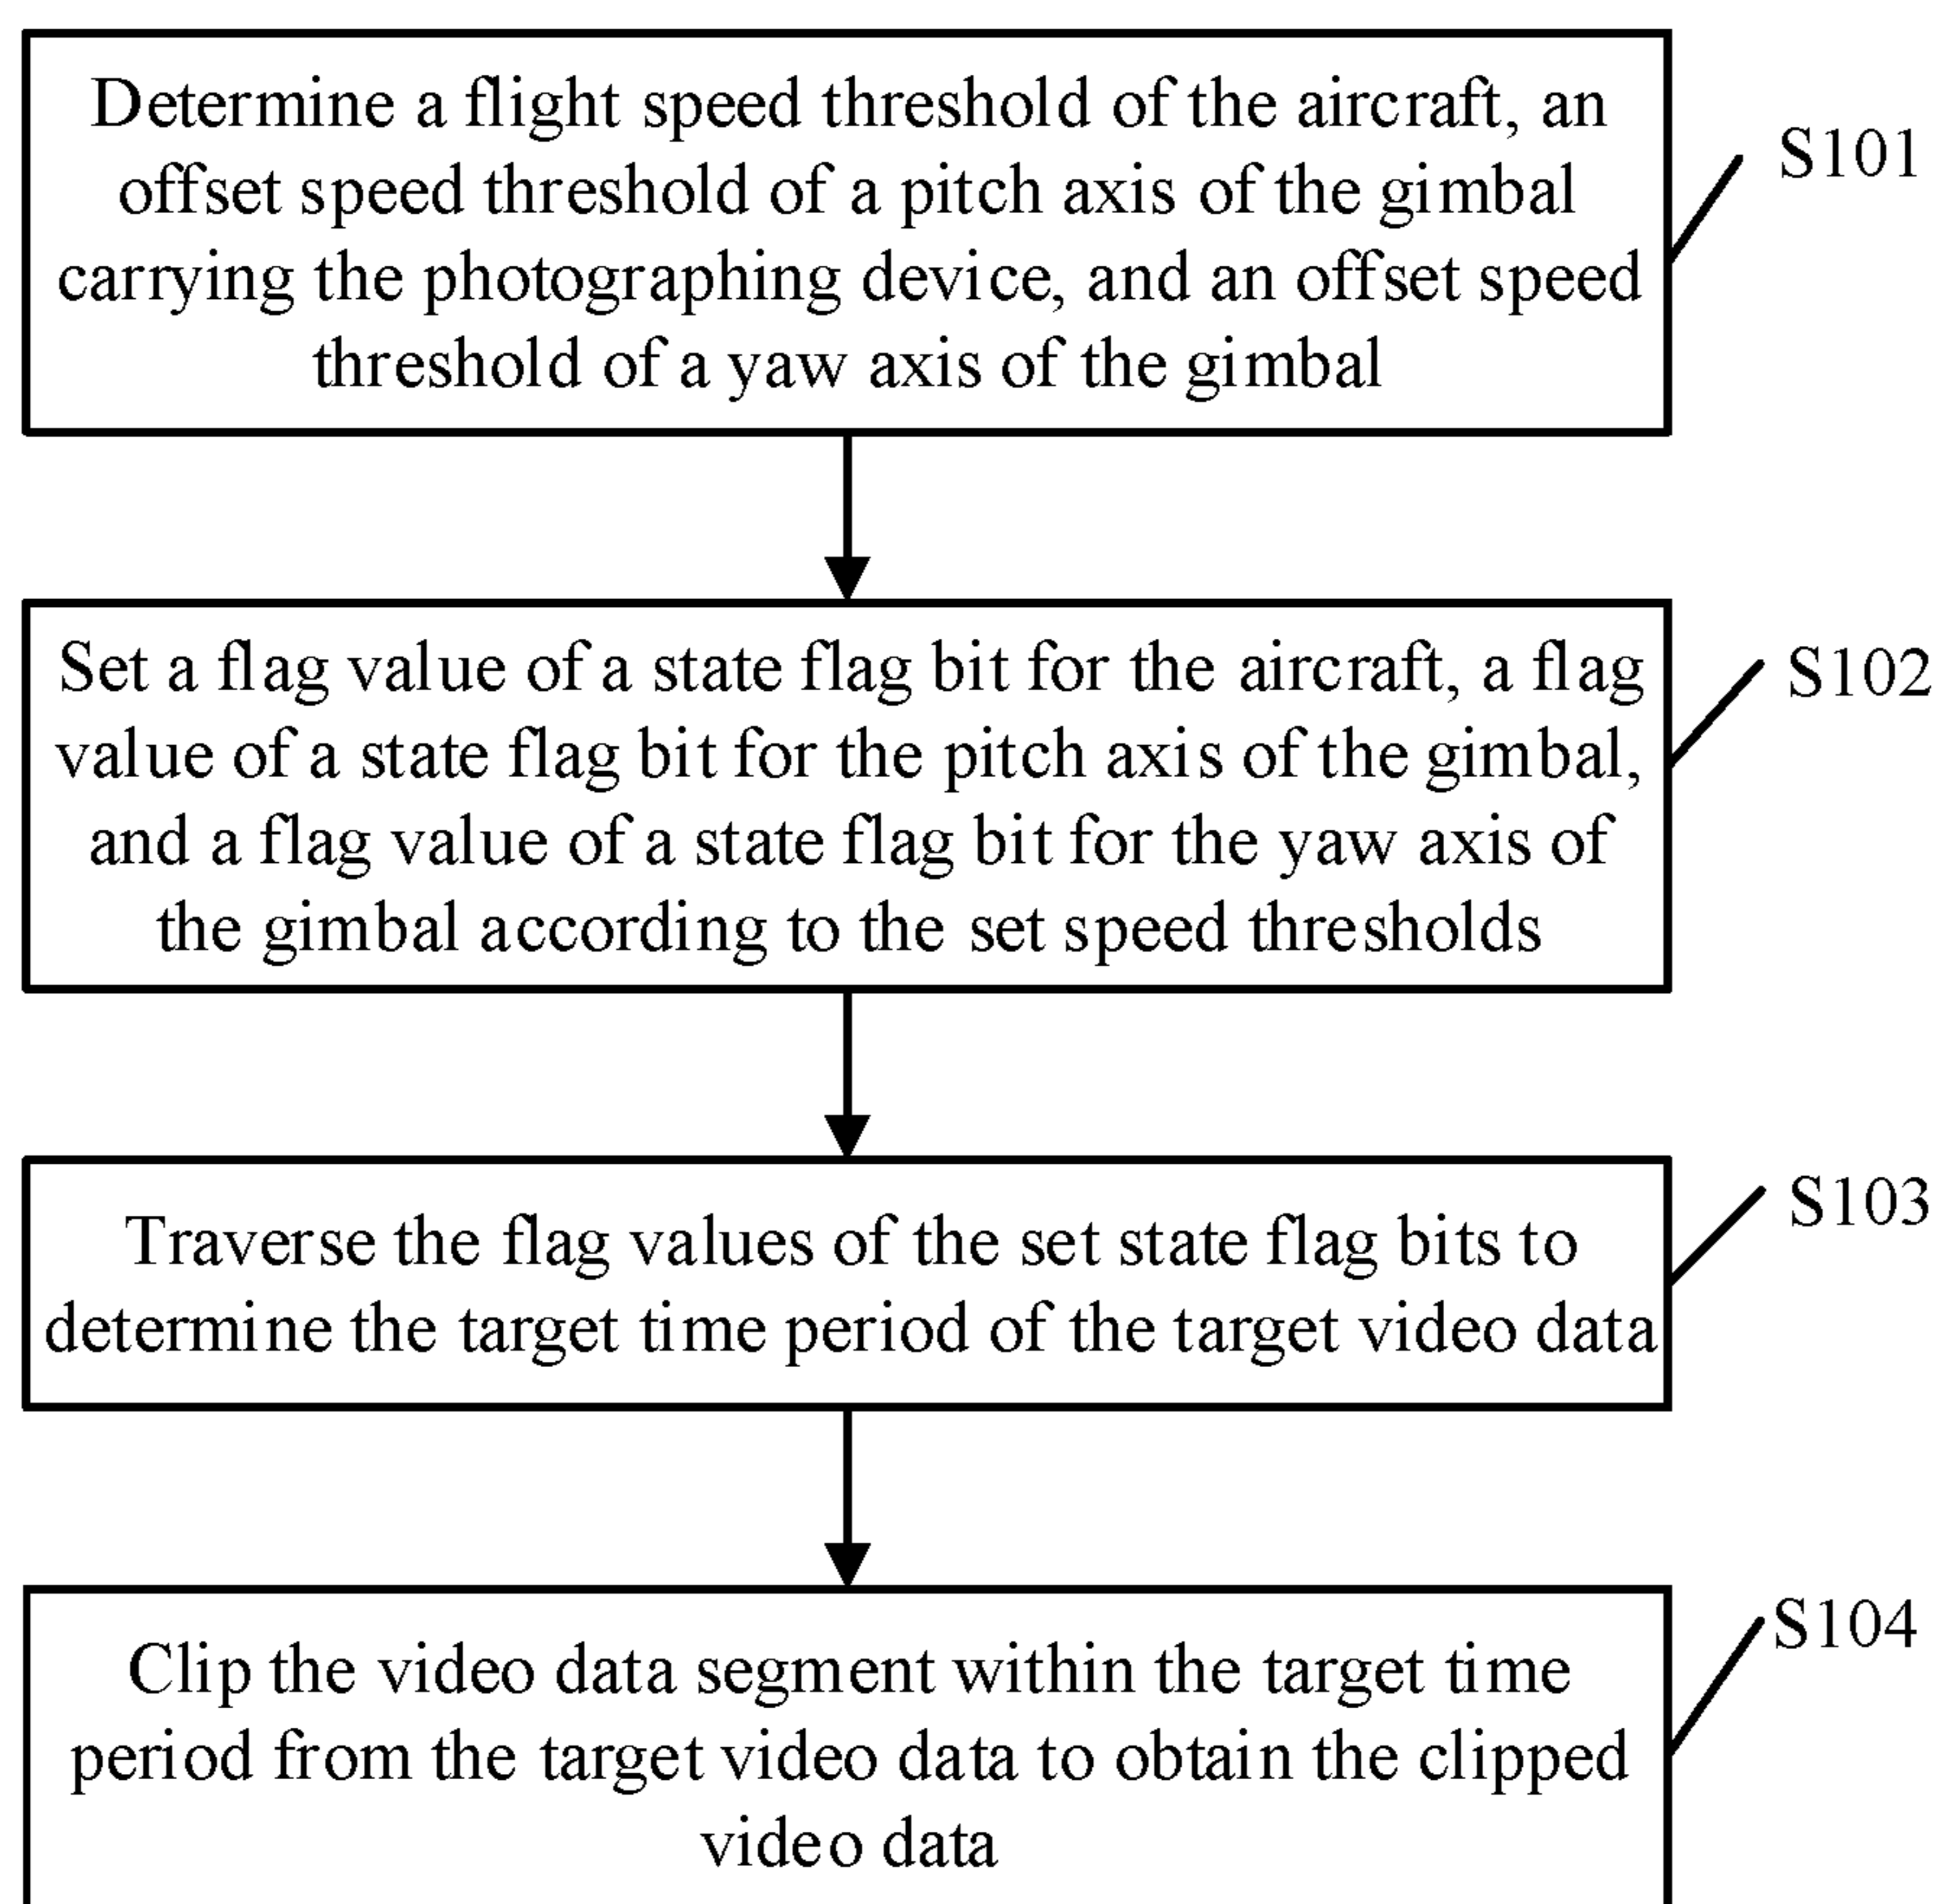 Determine a flight speed threshold of the aircraft, an
offset speed threshold of a pitch axis of the gimbal
carrying the photographing device, and an offset speed
threshold of a yaw axis of the gimbal
S101
Set a flag value of a state flag bit for the aircraft, a flag
value of a state flag bit for the pitch axis of the gimbal,
and a flag value of a state flag bit for the yaw axis of
the gimbal according to the set speed thresholds
S102
Traverse the flag values of the set state flag bits to
determine the target time period of the target video data
S103
Clip the video data segment within the target time
period from the target video data to obtain the clipped
video data
S104